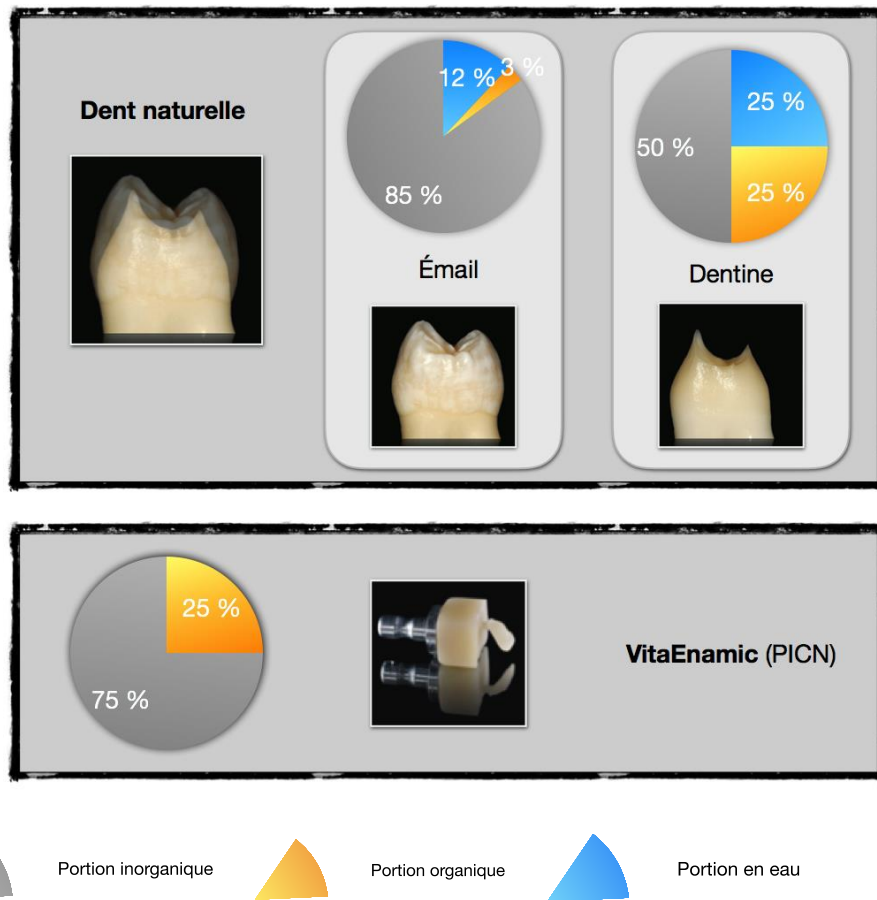 Dent naturelle
12 %
3 %
85 %
Émail
25 %
50 %
25 %
Dentine
25 %
75 %
VitaEnamic (PICN)
Portion inorganique
Portion organique
Portion en eau